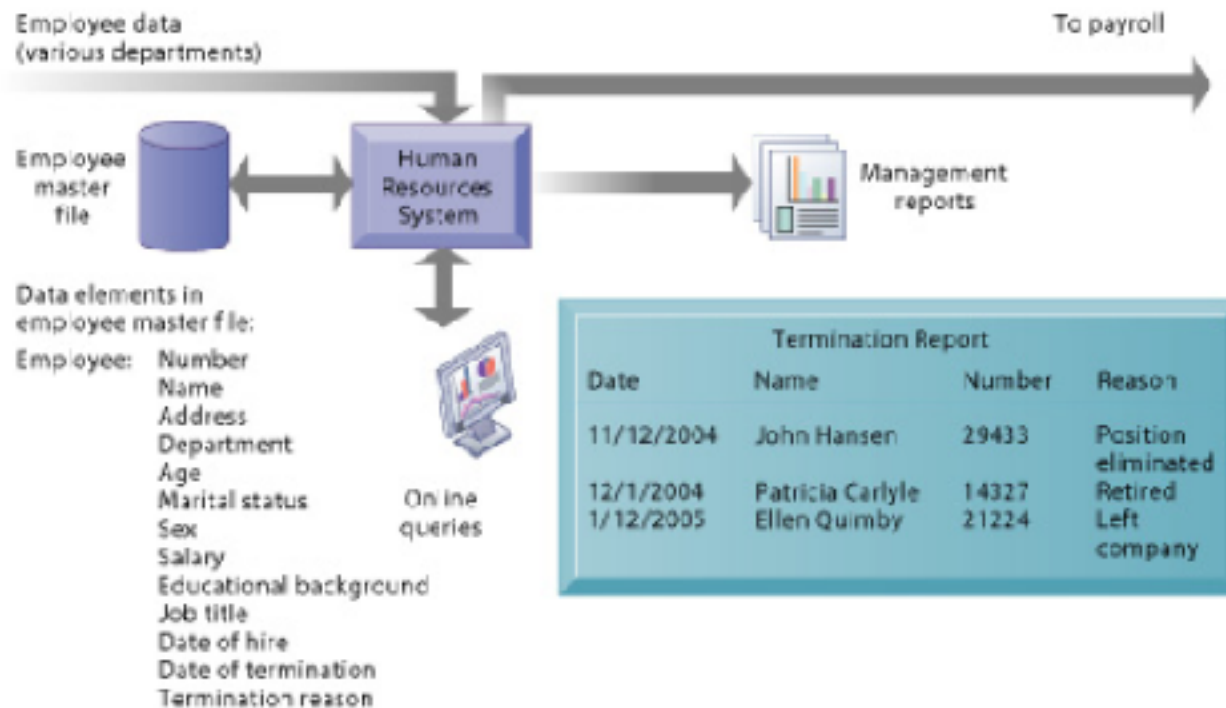 Employee data
(various departments)
To payroll
Employee
master
file
Human
Resources
System
Management
reports
Data elements in
employee master file:
Employee: Number
Name
Address
Department
Age
Marital status
Sex
Salary
Educational background
Job title
Date of hire
Date of termination
Termination reason
Online
queries
Termination Report
Date Name Number Reason
11/12/2004 John Hansen 29433 Position
eliminated
12/1/2004 Patricia Carlyle 14327 Retired
1/12/2005 Ellen Quimby 21224 Left
company